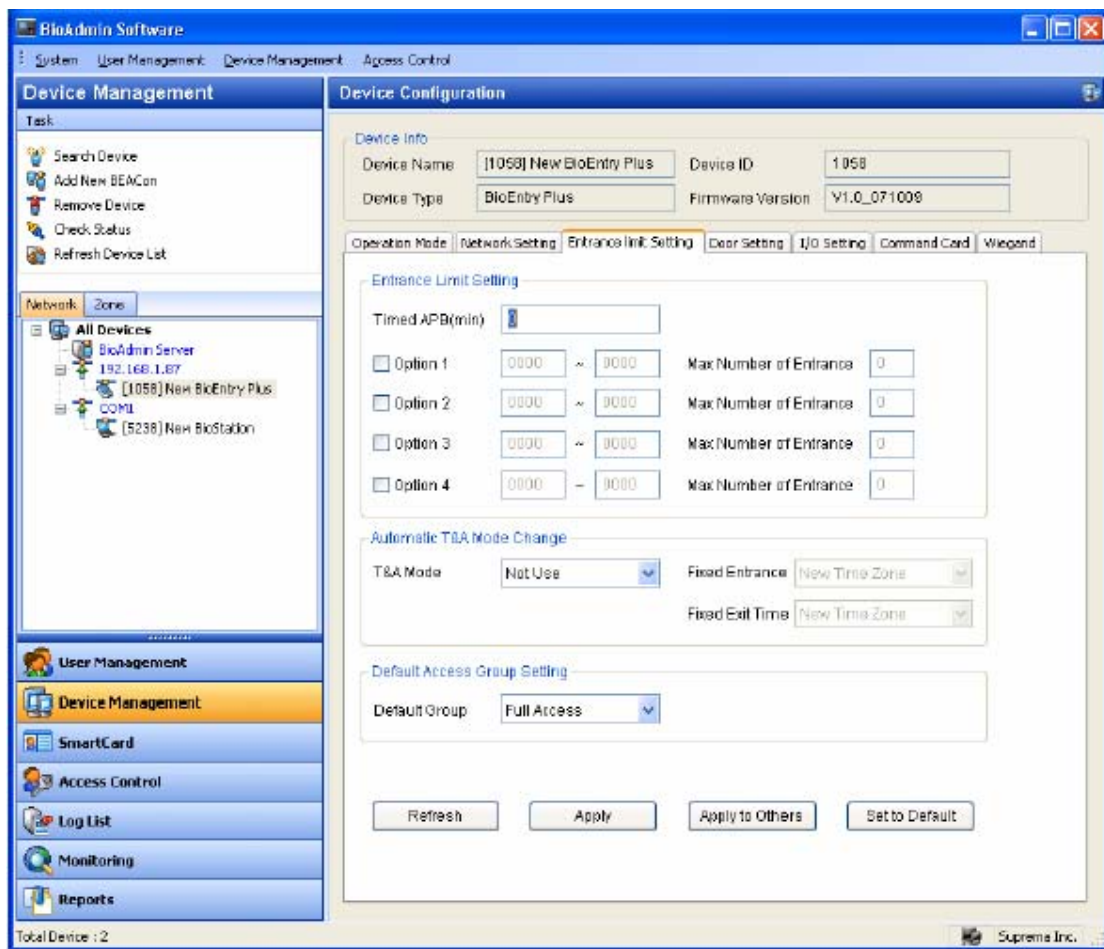 BioAdmin Software
System User Management Device Management Access Control
Device Management
Task
Search Device
Add New BEACon
Remove Device
Check Status
Refresh Device List
Network Zone
All Devices
BioAdmin Server
192.168.1.87
[1058] New BioEntry Plus
COM1
[5238] New BioStation
User Management
Device Management
SmartCard
Access Control
Log List
Monitoring
Reports
Device Configuration
Device Info
Device Name [1058] New BioEntry Plus Device ID 1058
Device Type BioEntry Plus Firmware Version V1.0_071009
Operation Mode Network Setting Entrance limit Setting Door Setting I/O Setting Command Card Wiegand
Entrance Limit Setting
Timed APB(min) 0
Option 1 0000 ~ 0000 Max Number of Entrance 0
Option 2 0000 ~ 0000 Max Number of Entrance 0
Option 3 0000 ~ 0000 Max Number of Entrance 0
Option 4 0000 ~ 0000 Max Number of Entrance 0
Automatic T&A Mode Change
T&A Mode Not Use Fixed Entrance New Time Zone
Fixed Exit Time New Time Zone
Default Access Group Setting
Default Group Full Access
Refresh Apply Apply to Others Set to Default
Total Device : 2 Suprema Inc.